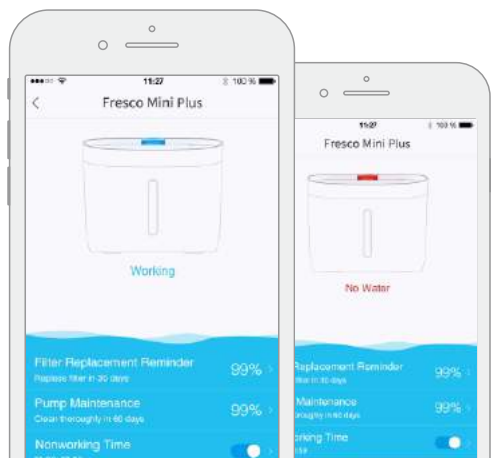 11:27
100 %
Fresco Mini Plus
Working
Filter Replacement Reminder
99%
Replace filter in 30 days
Pump Maintenance
99%
Clean thoroughly in 60 days
Nonworking Time
11:27
100 %
Fresco Mini Plus
No Water
Replacement Reminder
99%
filter in 30 days
Maintenance
99%
in 60 days
Time